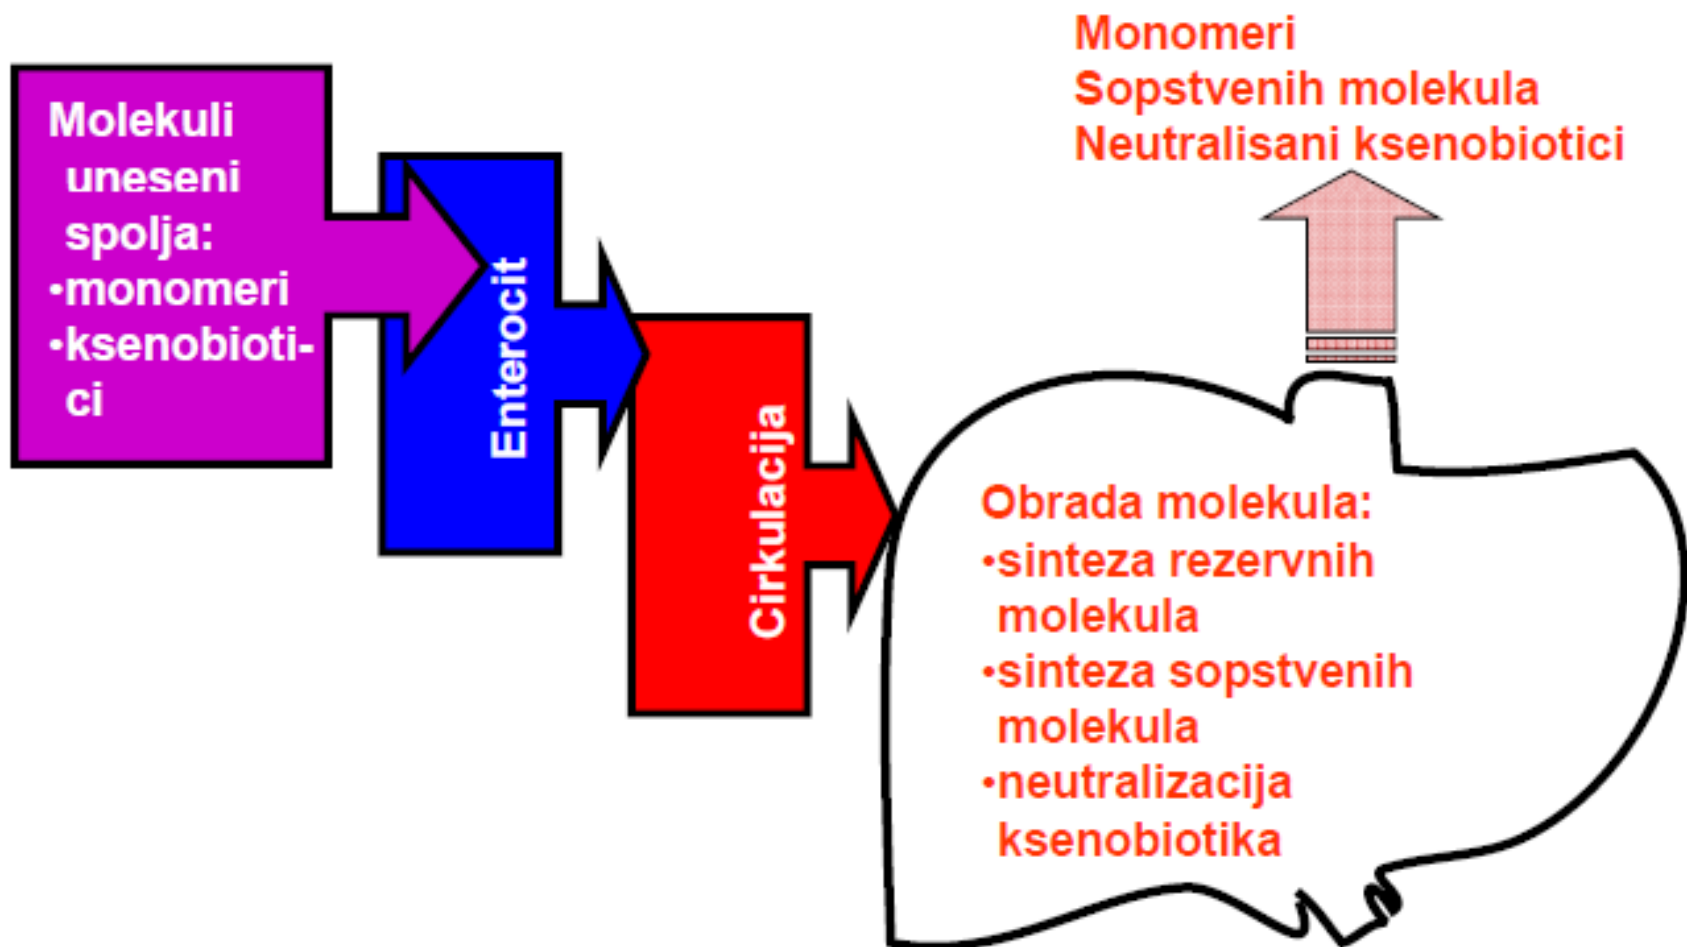 Molekuli
uneseni
spolja:
•monomeri
•ksenobioti-
ci
Enterocit
Cirkulacija
Monomeri
Sopstvenih molekula
Neutralisani ksenobiotici
Obrada molekula:
•sinteza rezervnih
molekula
•sinteza sopstvenih
molekula
•neutralizacija
ksenobiotika